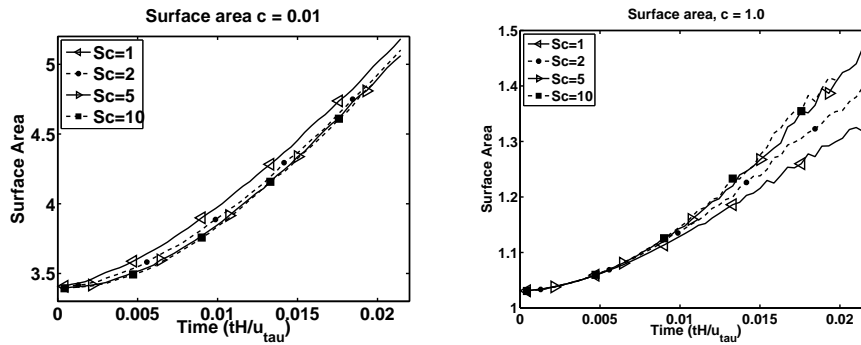 Surface area c = 0.01
Sc=1
Sc=2
Sc=5
Sc=10
Surface Area
5
4.5
4
3.5
0
0.005
0.01
0.015
0.02
Time (tH/u_tau)
Surface area, c = 1.0
Sc=1
Sc=2
Sc=5
Sc=10
Surface Area
1.5
1.4
1.3
1.2
1.1
1
0
0.005
0.01
0.015
0.02
Time (tH/u_tau)